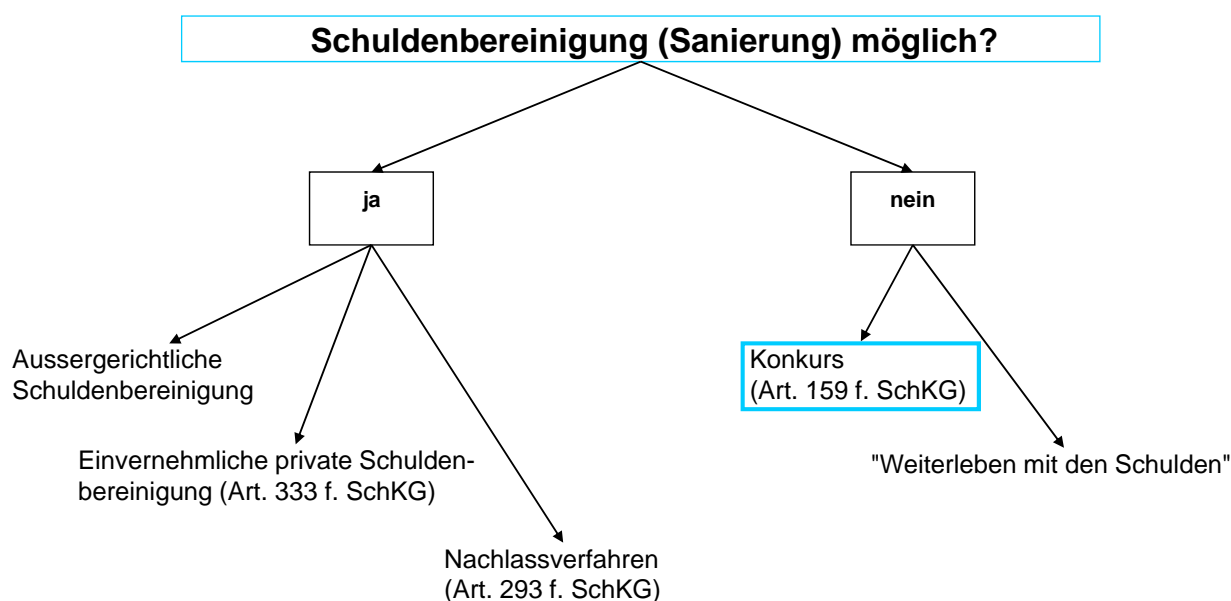 Schuldenbereinigung (Sanierung) möglich?
ja
nein
Aussergerichtliche
Schuldenbereinigung
Konkurs
(Art. 159 f. SchKG)
Einvernehmliche private Schulden-
bereinigung (Art. 333 f. SchKG)
"Weiterleben mit den Schulden"
Nachlassverfahren
(Art. 293 f. SchKG)